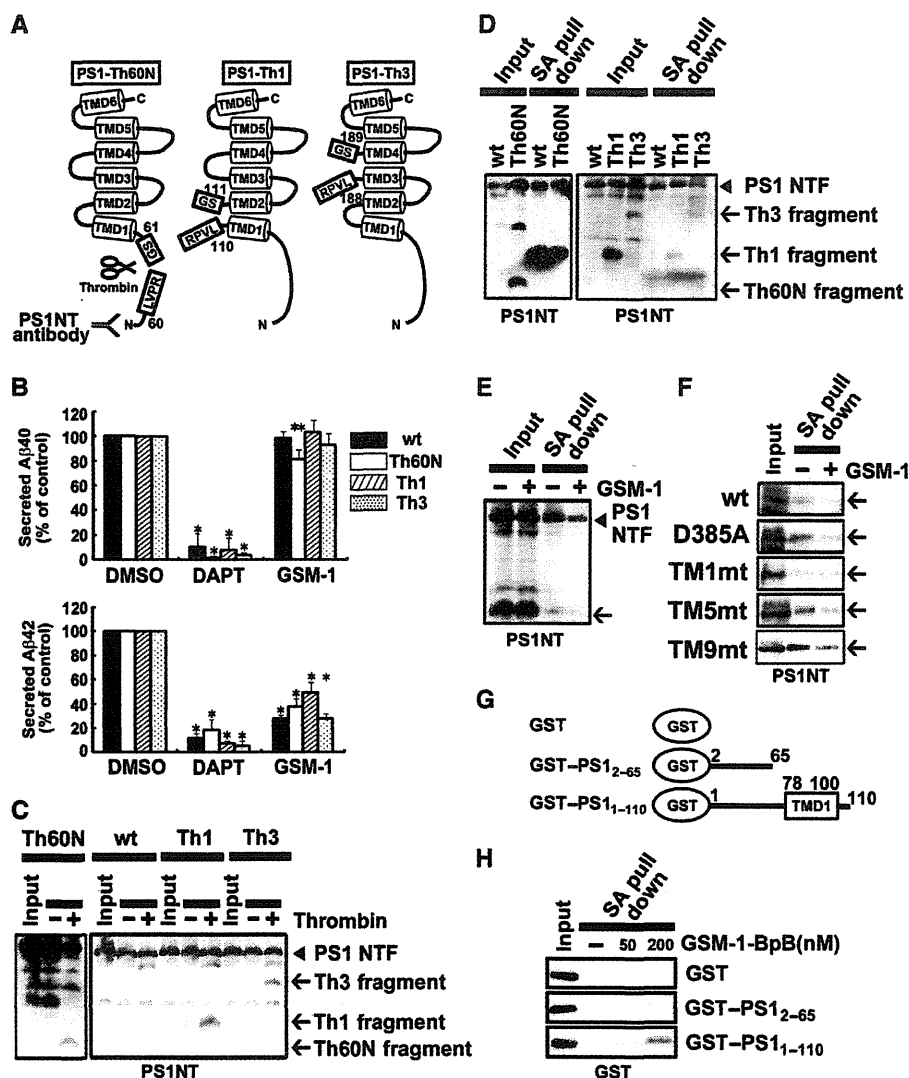 A
PS1-Th60N
PS1-Th1
PS1-Th3
TMD6 C
TMD5
TMD4
TMD3
TMD2
TMD1
61
GS
Thrombin
LVPR
PS1NT
antibody
N
60
TMD6 C
TMD5
TMD4
TMD3
111
GS
TMD2
RPVL
TMD1
110
N
TMD6 C
TMD5
189
GS
TMD4
RPVL
TMD3
188
TMD2
TMD1
N
B
Secreted Aβ40
(% of control)
120
100
80
60
40
20
0
**
* * * *
DMSO
DAPT
GSM-1
wt
Th60N
Th1
Th3
Secreted Aβ42
(% of control)
120
100
80
60
40
20
0
* * * *
* * * *
DMSO
DAPT
GSM-1
C
Th60N
wt
Th1
Th3
Input - +
Input - +
Input - +
Input - +
Thrombin
PS1 NTF
Th3 fragment
Th1 fragment
Th60N fragment
PS1NT
D
Input
SA pull
down
Input
SA pull
down
wt Th60N wt Th60N
wt Th1 Th3 wt Th1 Th3
PS1 NTF
Th3 fragment
Th1 fragment
Th60N fragment
PS1NT
PS1NT
E
Input
SA pull
down
- + - + GSM-1
PS1
NTF
PS1NT
F
Input
SA pull
down
- + GSM-1
wt
D385A
TM1mt
TM5mt
TM9mt
PS1NT
G
GST GST
GST–PS12–65 GST 2 65
GST–PS11–110 GST 1 78 100 TMD1 110
H
Input
SA pull
down
- 50 200 GSM-1-BpB(nM)
GST
GST–PS12–65
GST–PS11–110
GST